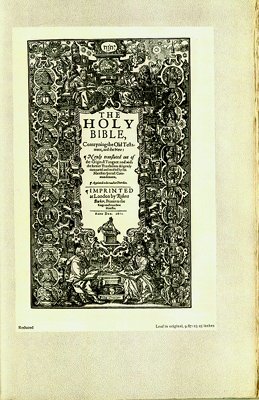 THE
HOLY
BIBLE,
Conteyning the Old Testa-
ment, and the New:
¶ Newly translated out of
the Originall Tongues: and with
the former Translations diligently
compared and revised by his
Maiesties speciall Com-
mandement.
¶ Appointed to be read in Churches.
¶ IMPRINTED
at London by Robert
Barker, Printer to the
Kings most excellent
Maiestie.
Anno Dom. 1611
Reduced
Leaf in original,
inches